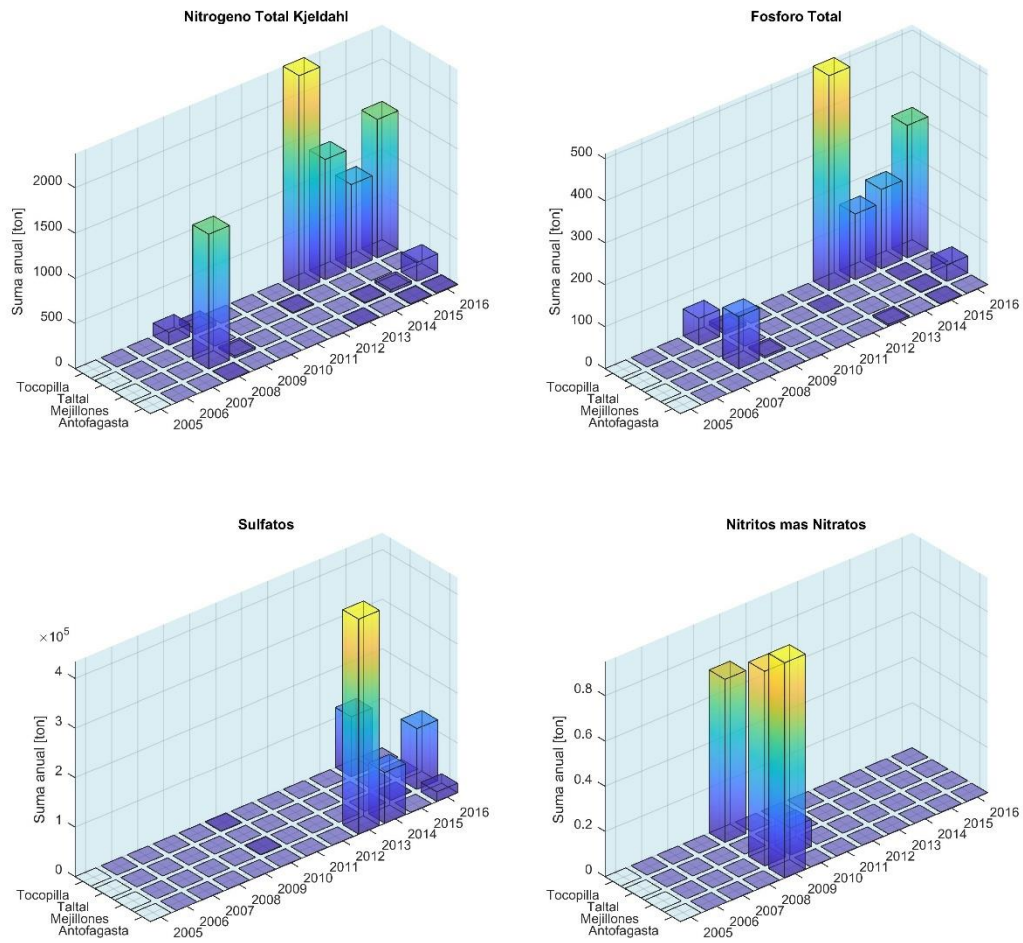 Nitrogeno Total Kjeldahl
Suma anual [ton]
2000
1500
1000
500
0
Tocopilla
Taltal
Mejillones
Antofagasta
2005
2006
2007
2008
2009
2010
2011
2012
2013
2014
2015
2016
Fosforo Total
Suma anual [ton]
500
400
300
200
100
0
Tocopilla
Taltal
Mejillones
Antofagasta
2005
2006
2007
2008
2009
2010
2011
2012
2013
2014
2015
2016
Sulfatos
×10⁵
Suma anual [ton]
4
3
2
1
0
Tocopilla
Taltal
Mejillones
Antofagasta
2005
2006
2007
2008
2009
2010
2011
2012
2013
2014
2015
2016
Nitritos mas Nitratos
Suma anual [ton]
0.8
0.6
0.4
0.2
0
Tocopilla
Taltal
Mejillones
Antofagasta
2005
2006
2007
2008
2009
2010
2011
2012
2013
2014
2015
2016